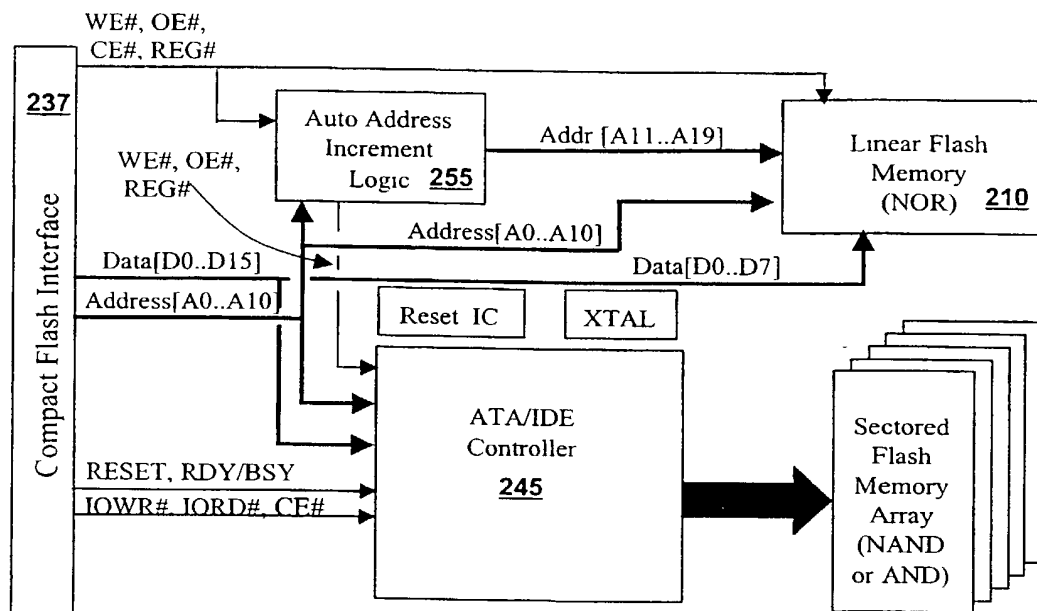 WE#, OE#,
CE#, REG#
237
Compact Flash Interface
Auto Address
Increment
Logic 255
Addr [A11..A19]
Linear Flash
Memory
(NOR) 210
WE#, OE#,
REG#
Address[A0..A10]
Data[D0..D15]
Data[D0..D7]
Address[A0..A10]
Reset IC
XTAL
ATA/IDE
Controller
245
Sectored
Flash
Memory
Array
(NAND
or AND)
RESET, RDY/BSY
IOWR#, IORD#, CE#